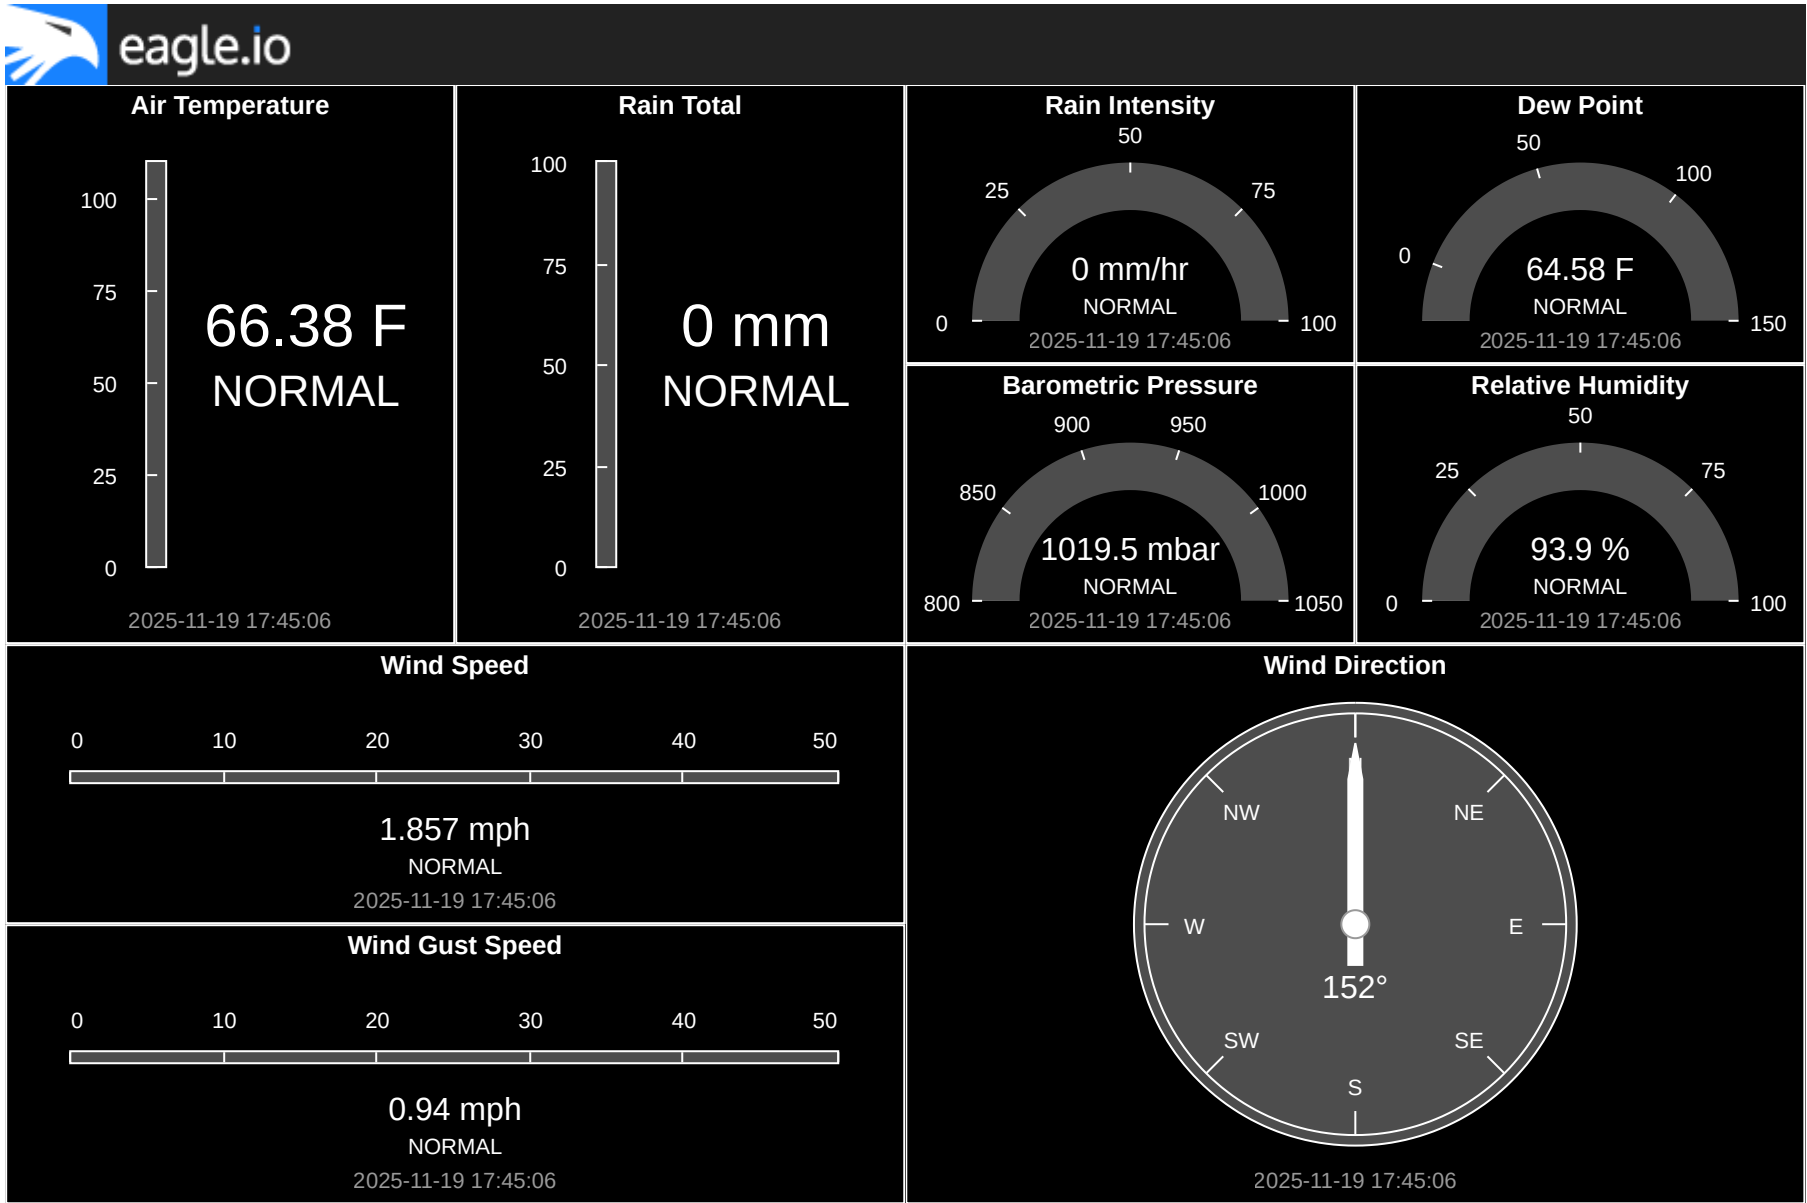 eagle.io
Air Temperature
100
75
50
25
0
66.38 F
NORMAL
2025-11-19 17:45:06
Rain Total
100
75
50
25
0
0 mm
NORMAL
2025-11-19 17:45:06
Rain Intensity
0
25
50
75
100
0 mm/hr
NORMAL
2025-11-19 17:45:06
Dew Point
0
50
100
150
64.58 F
NORMAL
2025-11-19 17:45:06
Barometric Pressure
800
850
900
950
1000
1050
1019.5 mbar
NORMAL
2025-11-19 17:45:06
Relative Humidity
0
25
50
75
100
93.9 %
NORMAL
2025-11-19 17:45:06
Wind Speed
0 10 20 30 40 50
1.857 mph
NORMAL
2025-11-19 17:45:06
Wind Gust Speed
0 10 20 30 40 50
0.94 mph
NORMAL
2025-11-19 17:45:06
Wind Direction
NW NE
W E
152°
SW SE
S
2025-11-19 17:45:06